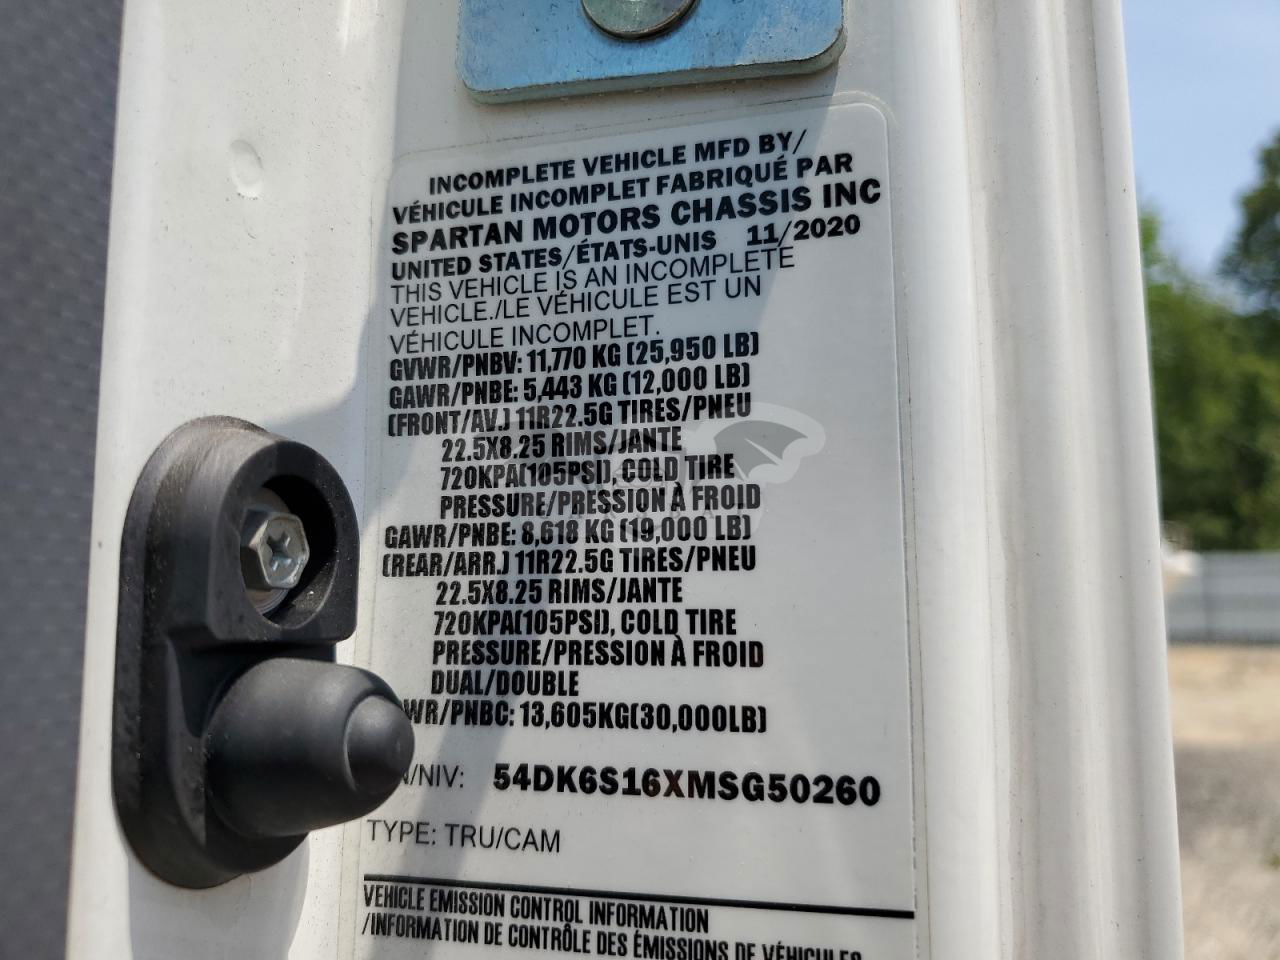 INCOMPLETE VEHICLE MFD BY/
VÉHICULE INCOMPLET FABRIQUÉ PAR
SPARTAN MOTORS CHASSIS INC
UNITED STATES/ÉTATS-UNIS 11/2020
THIS VEHICLE IS AN INCOMPLETE
VEHICLE./LE VÉHICULE EST UN
VÉHICULE INCOMPLET.
GVWR/PNBV: 11,770 KG (25,950 LB)
GAWR/PNBE: 5,443 KG (12,000 LB)
(FRONT/AV.) 11R22.5G TIRES/PNEU
22.5X8.25 RIMS/JANTE
720KPA(105PSI), COLD TIRE
PRESSURE/PRESSION À FROID
GAWR/PNBE: 8,618 KG (19,000 LB)
(REAR/ARR.) 11R22.5G TIRES/PNEU
22.5X8.25 RIMS/JANTE
720KPA(105PSI), COLD TIRE
PRESSURE/PRESSION À FROID
DUAL/DOUBLE
WR/PNBC: 13,605KG(30,000LB)
N/NIV: 54DK6S16XMSG50260
TYPE: TRU/CAM
VEHICLE EMISSION CONTROL INFORMATION
/INFORMATION DE CONTRÔLE DES ÉMISSIONS DE VÉHICULES